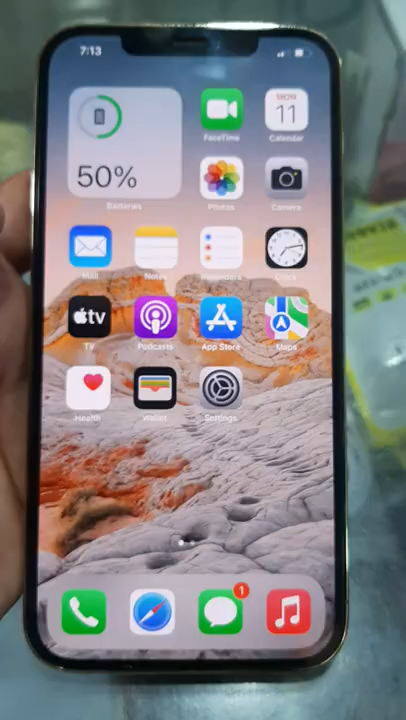 7:13
50%
Batteries
FaceTime
MON
11
Calendar
Photos
Camera
Mail
Notes
Reminders
Clock
tv
TV
Podcasts
App Store
Maps
Health
Wallet
Settings
1